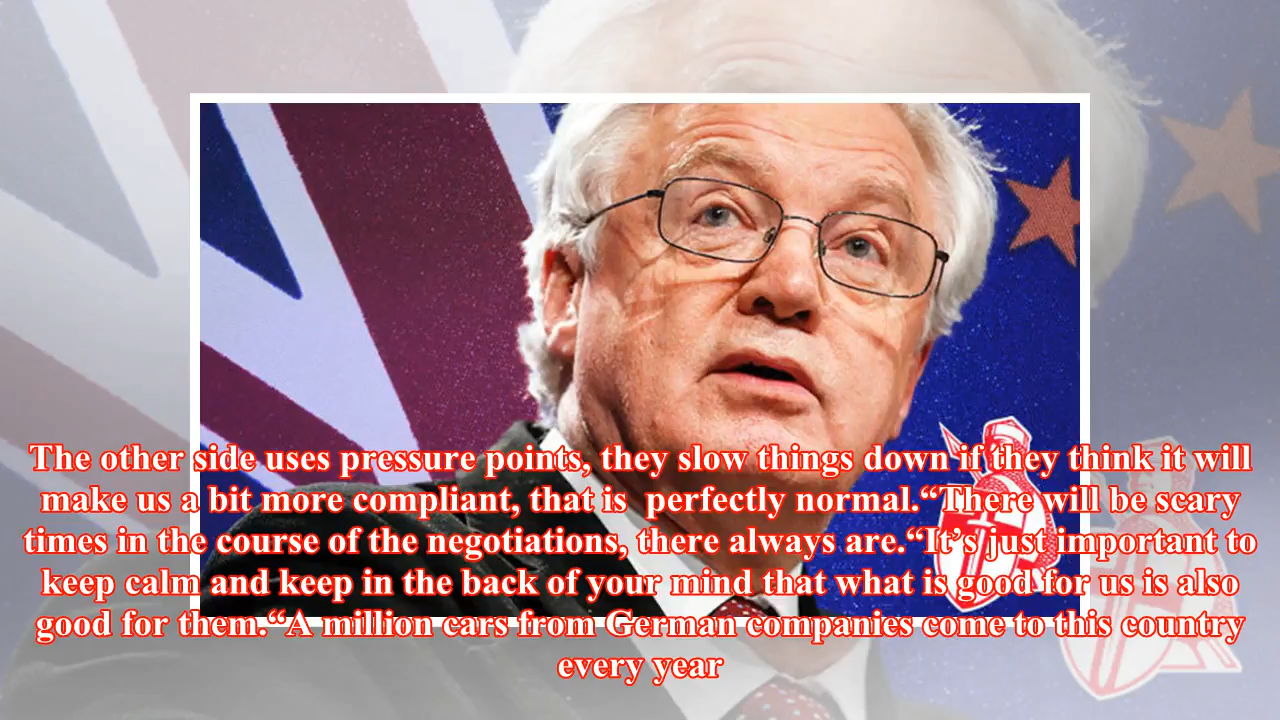 The other side uses pressure points, they slow things down if they think it will
make us a bit more compliant, that is  perfectly normal.“There will be scary
times in the course of the negotiations, there always are.“It’s just important to
keep calm and keep in the back of your mind that what is good for us is also
good for them.“A million cars from German companies come to this country
every year